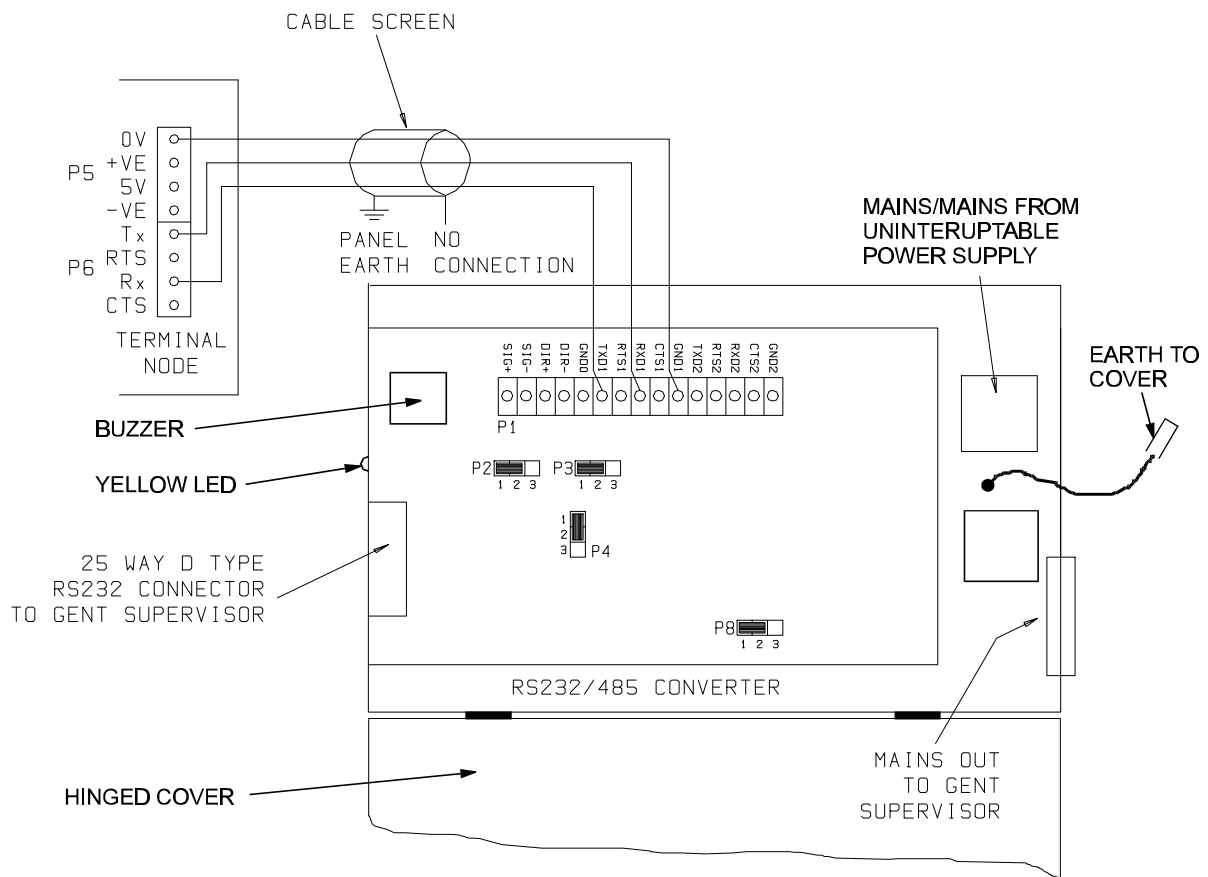 CABLE SCREEN
P5
0V
+VE
5V
-VE
P6
Tx
RTS
Rx
CTS
TERMINAL
NODE
PANEL
EARTH
NO
CONNECTION
MAINS/MAINS FROM
UNINTERUPTABLE
POWER SUPPLY
EARTH TO
COVER
SIG+
SIG-
DIR+
DIR-
GND0
TXD1
RTS1
RXD1
CTS1
GND1
TXD2
RTS2
RXD2
CTS2
GND2
P1
BUZZER
YELLOW LED
P2
1 2 3
P3
1 2 3
1
2
3
P4
25 WAY D TYPE
RS232 CONNECTOR
TO GENT SUPERVISOR
P8
1 2 3
RS232/485 CONVERTER
MAINS OUT
TO GENT
SUPERVISOR
HINGED COVER